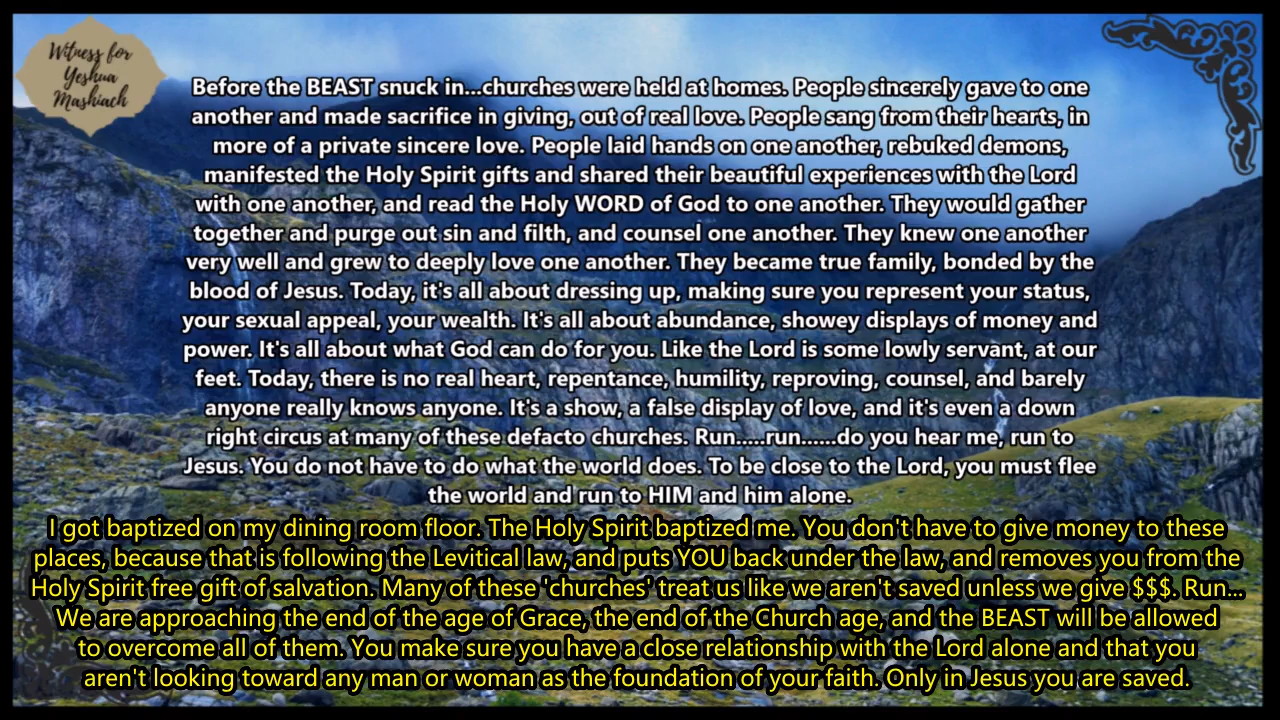 Witness for
Yeshua
Mashiach
Before the BEAST snuck in...churches were held at homes. People sincerely gave to one
another and made sacrifice in giving, out of real love. People sang from their hearts, in
more of a private sincere love. People laid hands on one another, rebuked demons,
manifested the Holy Spirit gifts and shared their beautiful experiences with the Lord
with one another, and read the Holy WORD of God to one another. They would gather
together and purge out sin and filth, and counsel one another. They knew one another
very well and grew to deeply love one another. They became true family, bonded by the
blood of Jesus. Today, it's all about dressing up, making sure you represent your status,
your sexual appeal, your wealth. It's all about abundance, showey displays of money and
power. It's all about what God can do for you. Like the Lord is some lowly servant, at our
feet. Today, there is no real heart, repentance, humility, reproving, counsel, and barely
anyone really knows anyone. It's a show, a false display of love, and it's even a down
right circus at many of these defacto churches. Run.....run......do you hear me, run to
Jesus. You do not have to do what the world does. To be close to the Lord, you must flee
the world and run to HIM and him alone.
I got baptized on my dining room floor. The Holy Spirit baptized me. You don't have to give money to these
places, because that is following the Levitical law, and puts YOU back under the law, and removes you from the
Holy Spirit free gift of salvation. Many of these 'churches' treat us like we aren't saved unless we give $$$. Run...
We are approaching the end of the age of Grace, the end of the Church age, and the BEAST will be allowed
to overcome all of them. You make sure you have a close relationship with the Lord alone and that you
aren't looking toward any man or woman as the foundation of your faith. Only in Jesus you are saved.